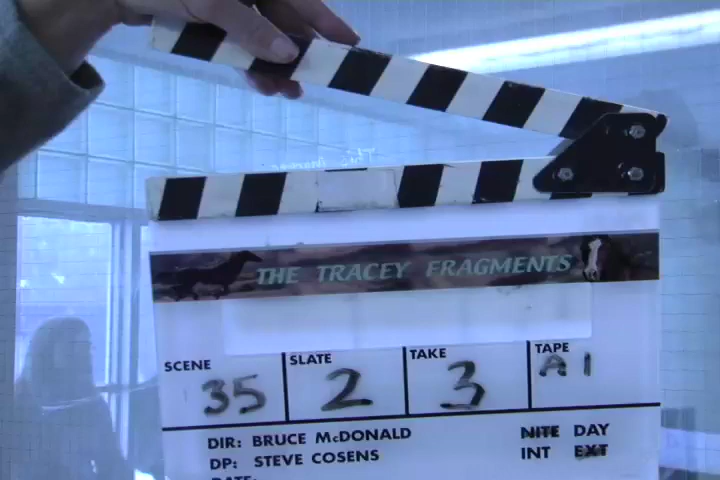 THE TRACEY FRAGMENTS
SCENE SLATE TAKE TAPE
35 2 3 A1
DIR: BRUCE McDONALD NITE DAY
DP: STEVE COSENS INT EXT
DATE: